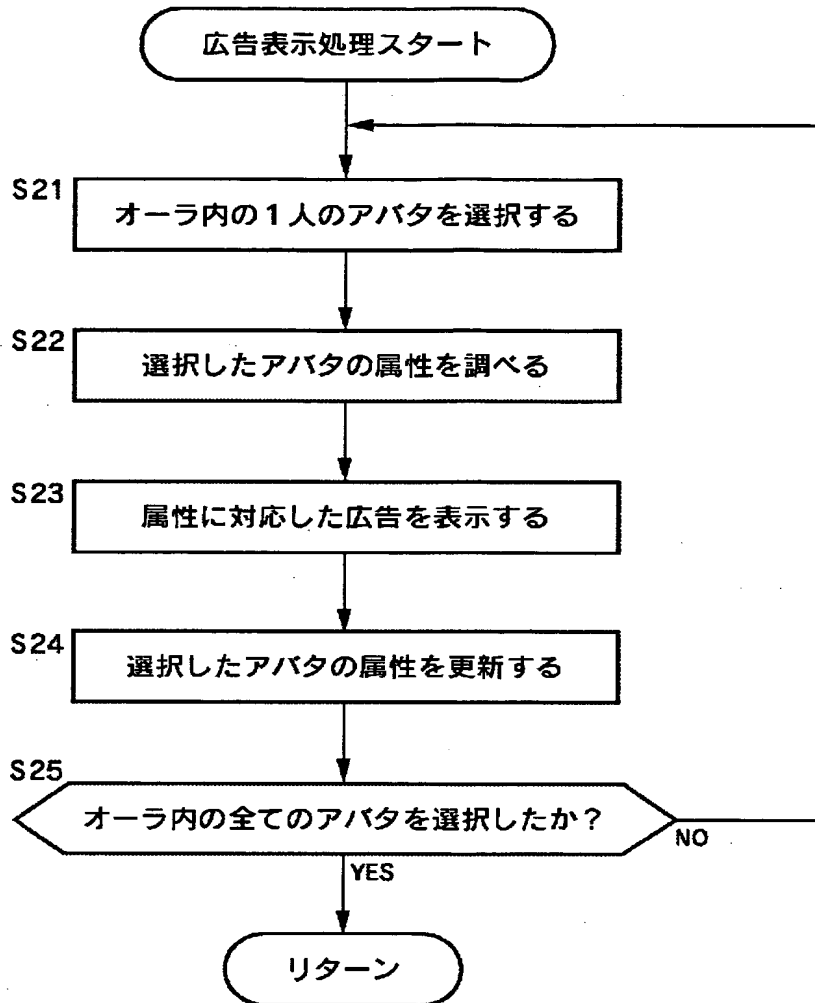 広告表示処理スタート
S21
オーラ内の1人のアバタを選択する
S22
選択したアバタの属性を調べる
S23
属性に対応した広告を表示する
S24
選択したアバタの属性を更新する
S25
オーラ内の全てのアバタを選択したか?
NO
YES
リターン